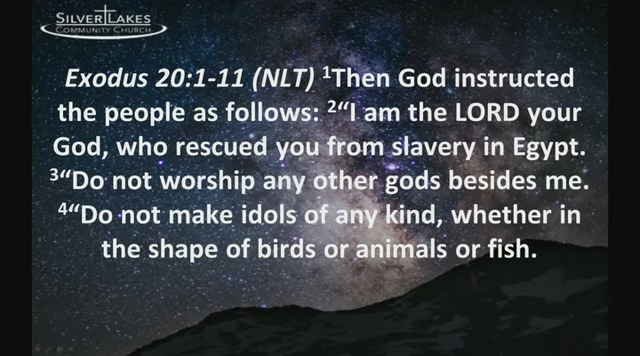 SILVER LAKES
COMMUNITY CHURCH
Exodus 20:1-11 (NLT) ¹Then God instructed
the people as follows: ²“I am the LORD your
God, who rescued you from slavery in Egypt.
³“Do not worship any other gods besides me.
⁴“Do not make idols of any kind, whether in
the shape of birds or animals or fish.